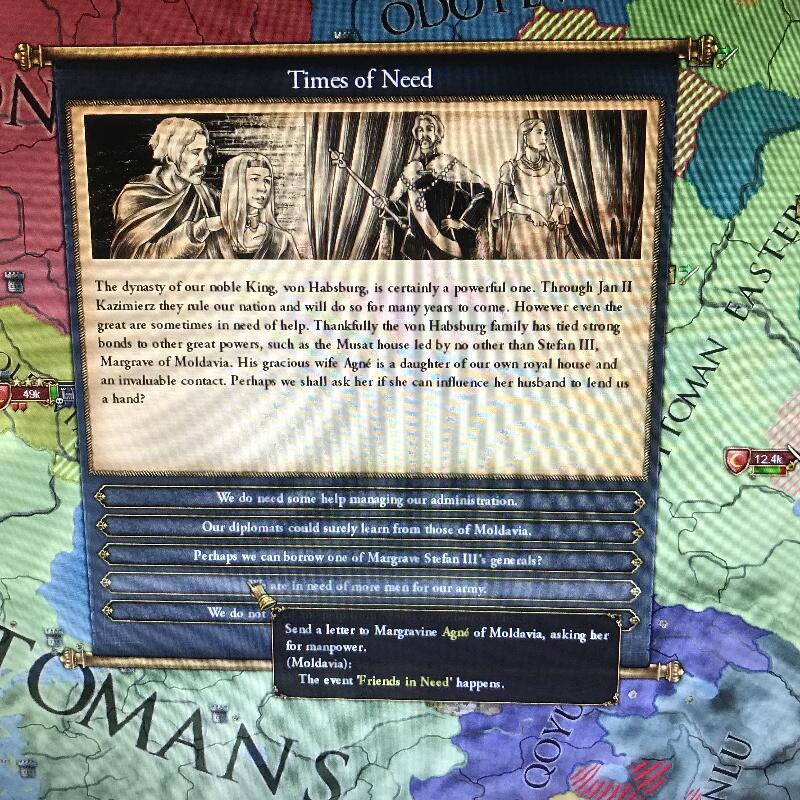 ODOYE
Times of Need
The dynasty of our noble King, von Habsburg, is certainly a powerful one. Through Jan II
Kazimierz they rule our nation and will do so for many years to come. However even the
great are sometimes in need of help. Thankfully the von Habsburg family has tied strong
bonds to other great powers, such as the Musat house led by no other than Stefan III,
Margrave of Moldavia. His gracious wife Agné is a daughter of our own royal house and
an invaluable contact. Perhaps we shall ask her if she can influence her husband to lend us
a hand?
We do need some help managing our administration.
Our diplomats could surely learn from those of Moldavia.
Perhaps we can borrow one of Margrave Stefan III's generals?
are in need of more men for our army.
We do not
Send a letter to Margravine Agné of Moldavia, asking her
for manpower.
(Moldavia):
The event 'Friends in Need' happens.
49k
12.4k
OTTOMAN EASTERN
TOMANS
QOYU
NLU